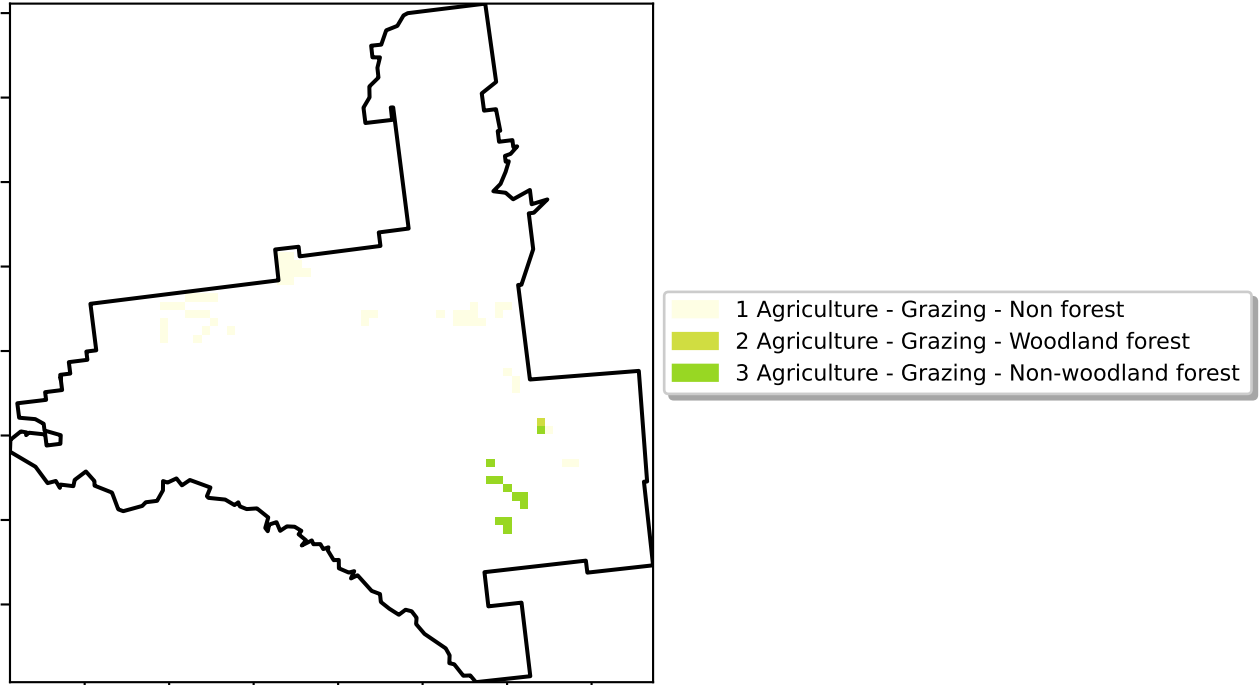 1 Agriculture - Grazing - Non forest
2 Agriculture - Grazing - Woodland forest
3 Agriculture - Grazing - Non-woodland forest